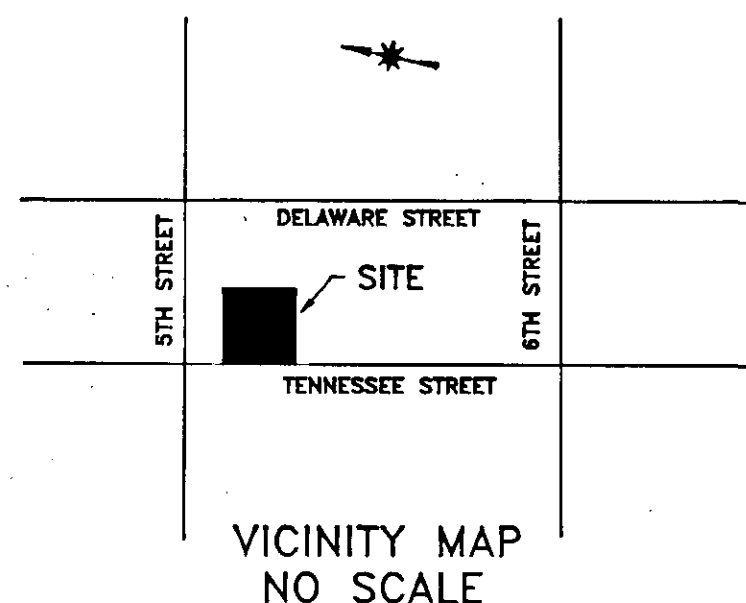 DELAWARE STREET
5TH STREET
SITE
6TH STREET
TENNESSEE STREET
VICINITY MAP
NO SCALE